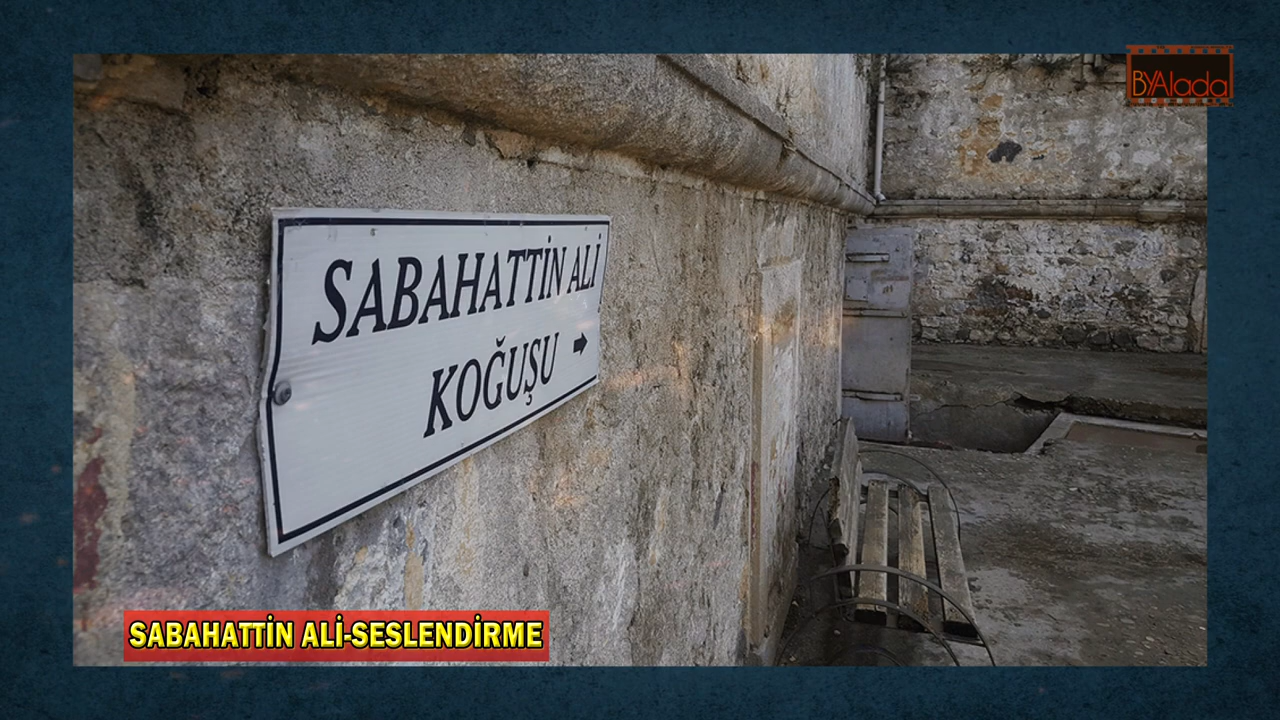 BYAlada
SABAHATTİN ALİ
KOĞUŞU →
SABAHATTİN ALİ-SESLENDİRME